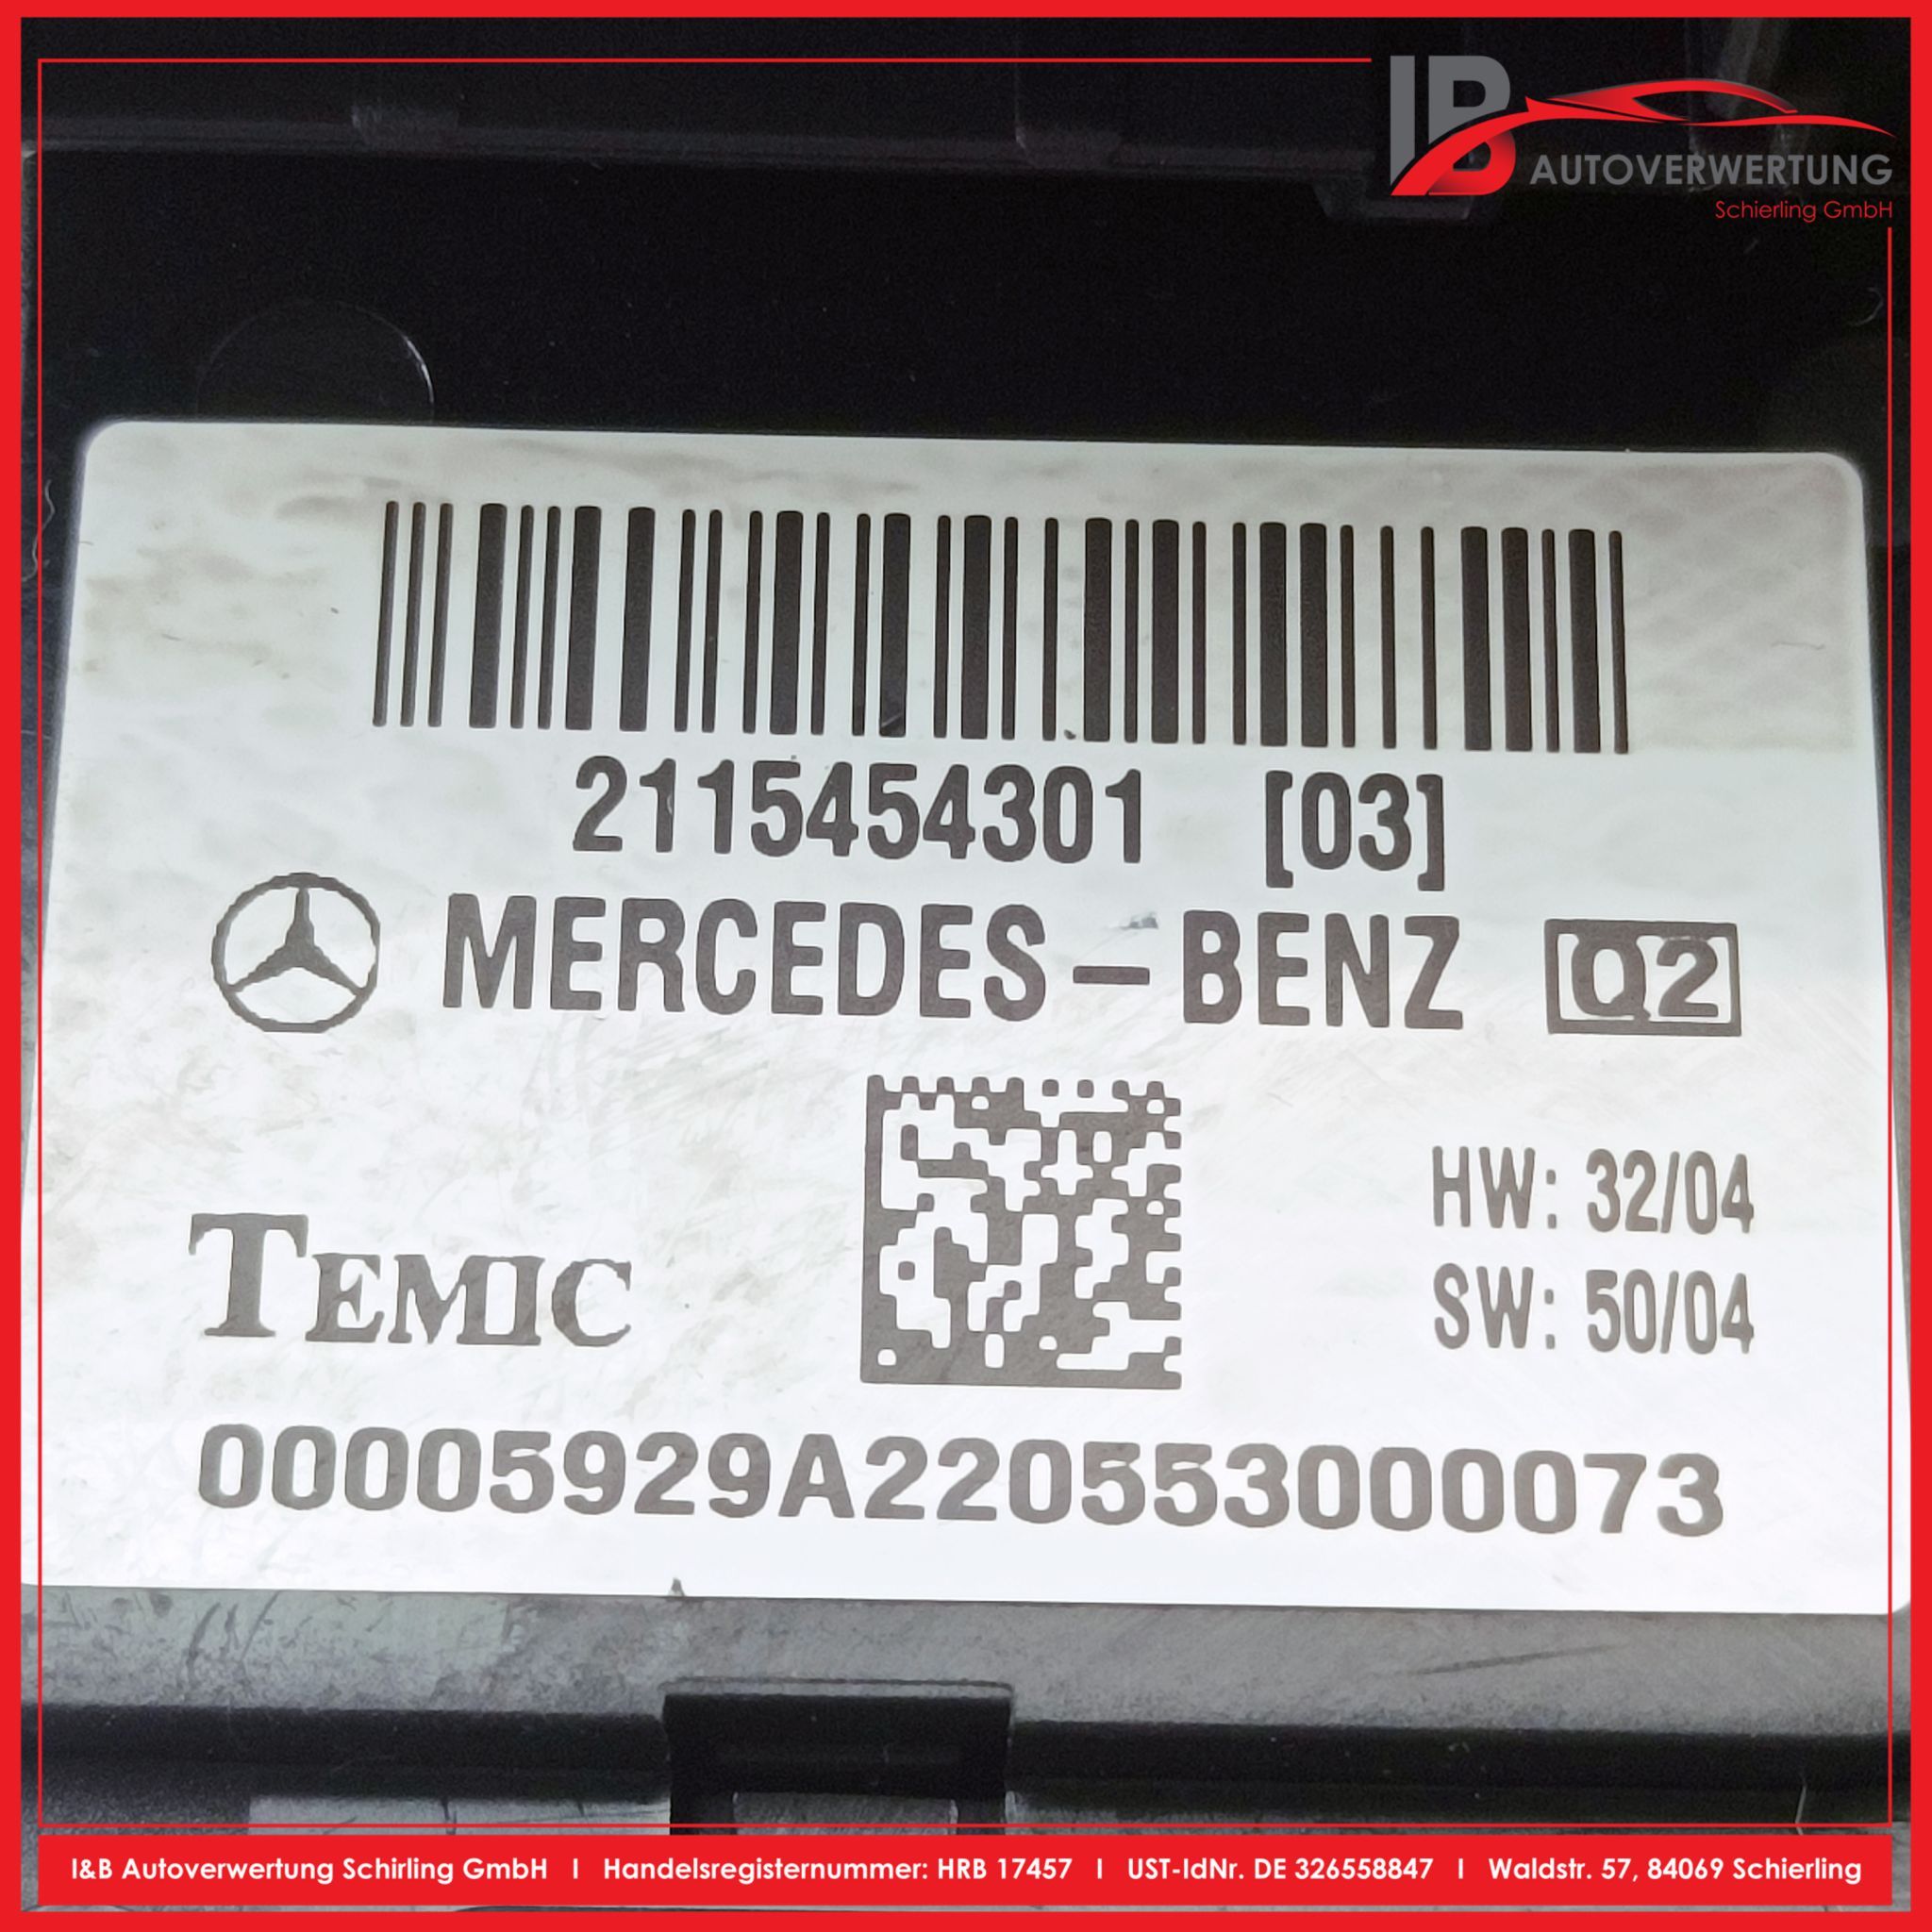 IB AUTOVERWERTUNG
Schierling GmbH
2115454301 [03]
MERCEDES-BENZ Q2
HW: 32/04
TEMIC
SW: 50/04
00005929A220553000073
I&B Autoverwertung Schirling GmbH | Handelsregisternummer: HRB 17457 | UST-IdNr. DE 326558847 | Waldstr. 57, 84069 Schierling